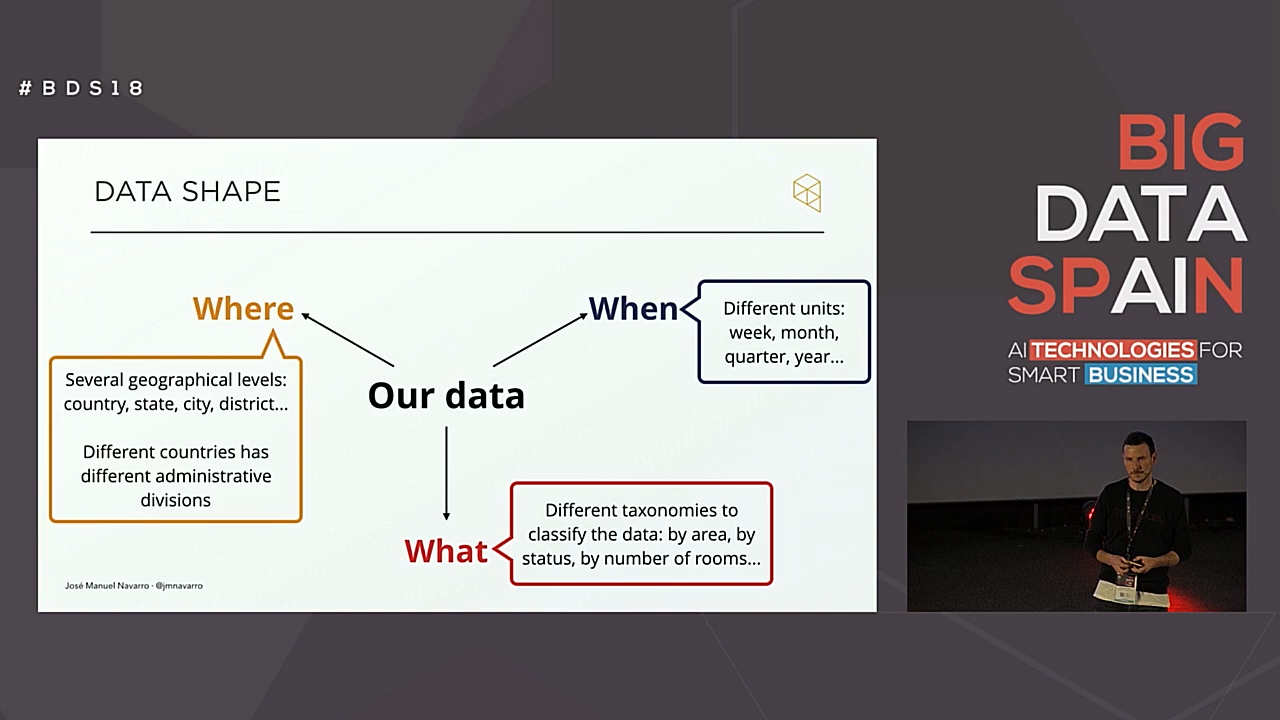 #BDS18
DATA SHAPE
Where
When
Different units:
week, month,
quarter, year...
Several geographical levels:
country, state, city, district...
Different countries has
different administrative
divisions
Our data
What
Different taxonomies to
classify the data: by area, by
status, by number of rooms...
José Manuel Navarro · @jmnavarro
BIG
DATA
SPAIN
AI TECHNOLOGIES FOR
SMART BUSINESS